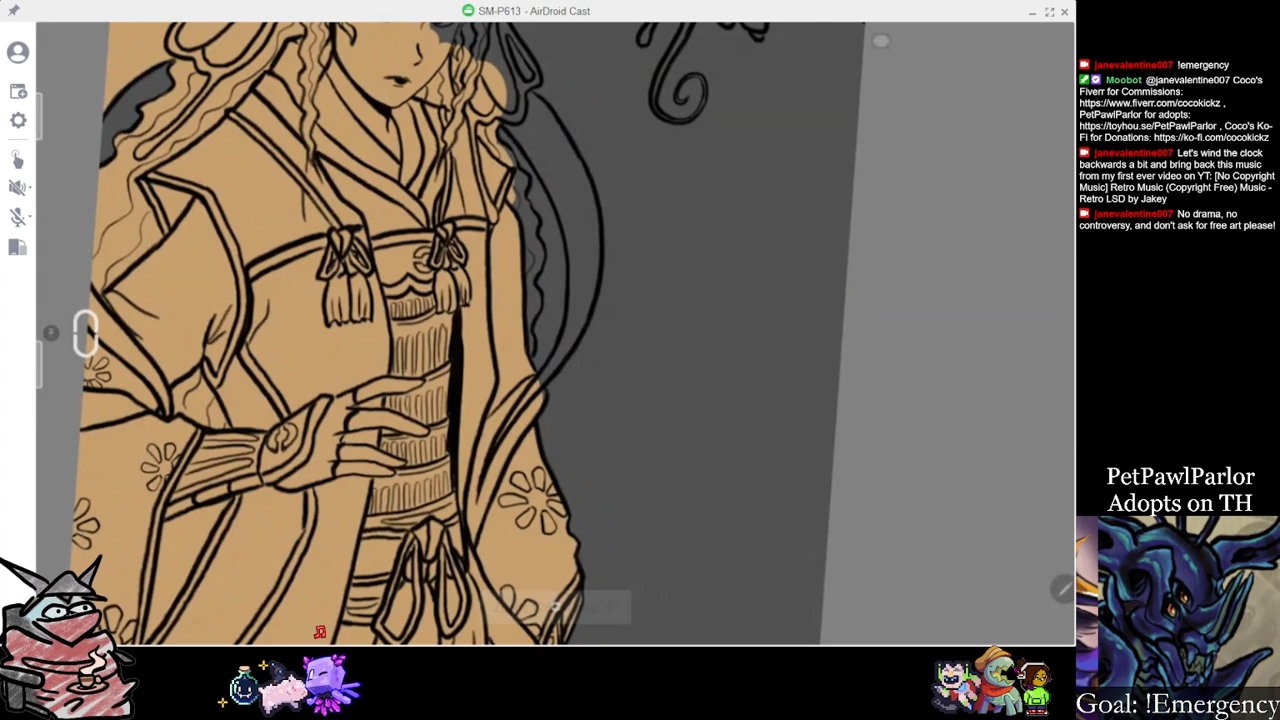 SM-P613 - AirDroid Cast
janevalentine007 !emergency
Moobot @janevalentine007 Coco's
Fiverr for Commissions:
https://www.fiverr.com/cocokickz ,
PetPawlParlor for adopts:
https://toyhou.se/PetPawlParlor , Coco's Ko-
Fi for Donations: https://ko-fi.com/cocokickz
janevalentine007 Let's wind the clock
backwards a bit and bring back this music
from my first ever video on YT: [No Copyright
Music] Retro Music (Copyright Free) Music -
Retro LSD by Jakey
janevalentine007 No drama, no
controversy, and don't ask for free art please!
PetPawlParlor
Adopts on TH
Goal: !Emergency